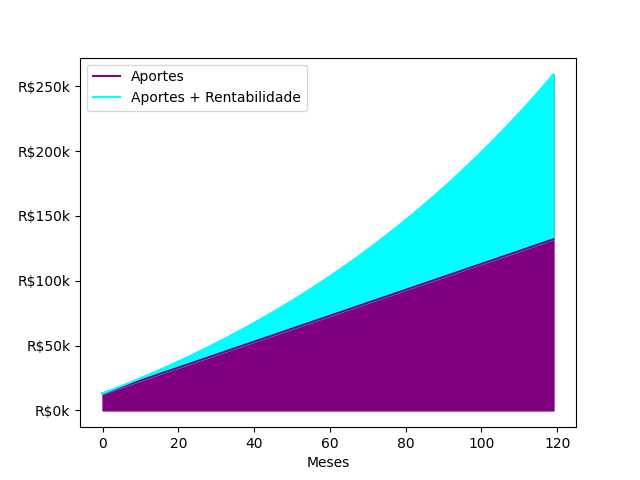 Aportes
Aportes + Rentabilidade
R$250k
R$200k
R$150k
R$100k
R$50k
R$0k
0 20 40 60 80 100 120
Meses